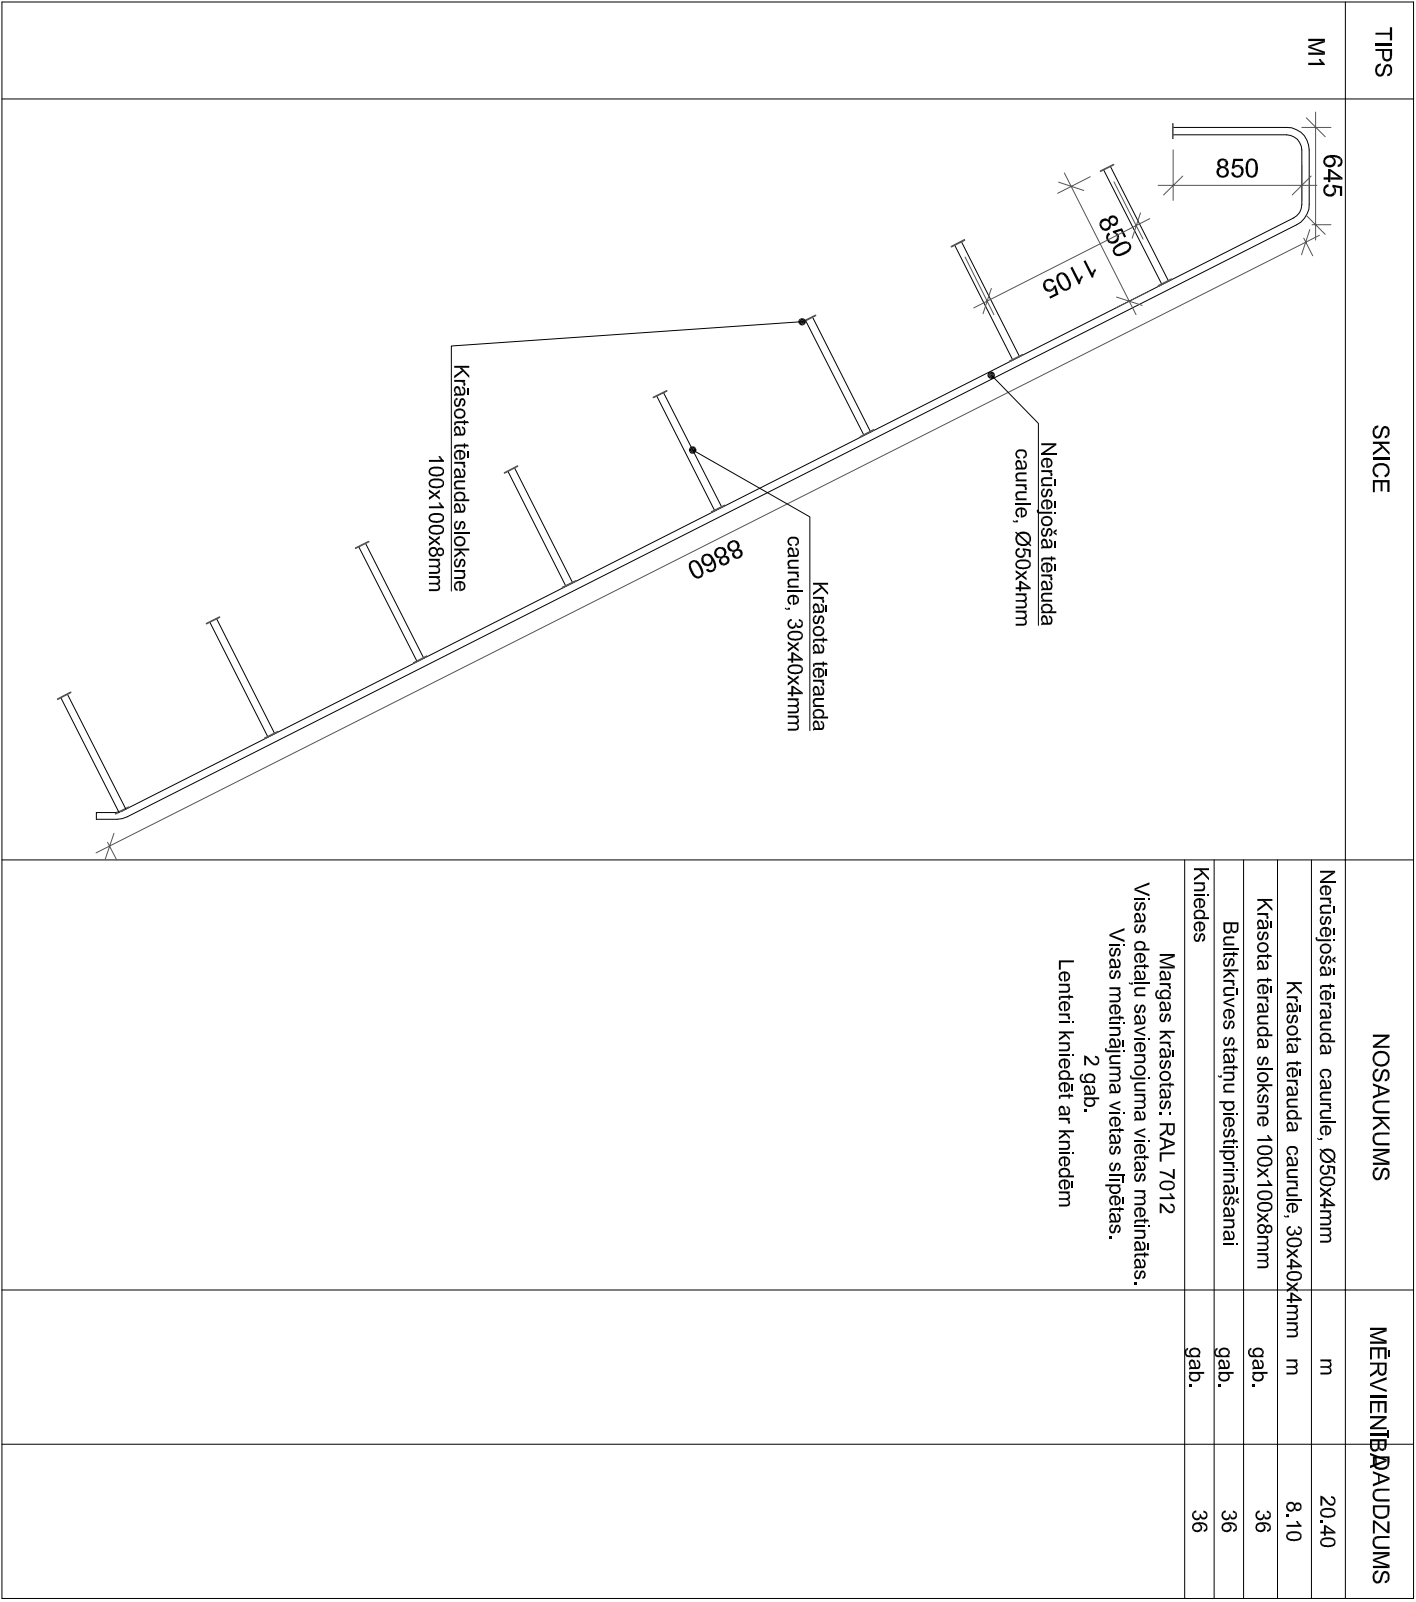 TIPS
SKICE
NOSAUKUMS
MĒRVIENĪBA
DAUDZUMS
M1
645
850
850
1105
8860
Nerūsējošā tērauda
caurule, Ø50x4mm
Krāsota tērauda
caurule, 30x40x4mm
Krāsota tērauda sloksne
100x100x8mm
Nerūsējošā tērauda caurule, Ø50x4mm m 20.40
Krāsota tērauda caurule, 30x40x4mm m 8.10
Krāsota tērauda sloksne 100x100x8mm gab. 36
Bultskrūves statņu piestiprināšanai gab. 36
Kniedes gab. 36
Margas krāsotas: RAL 7012
Visas detaļu savienojuma vietas metinātas.
Visas metinājuma vietas slīpētas.
2 gab.
Lenteri kniedēt ar kniedēm